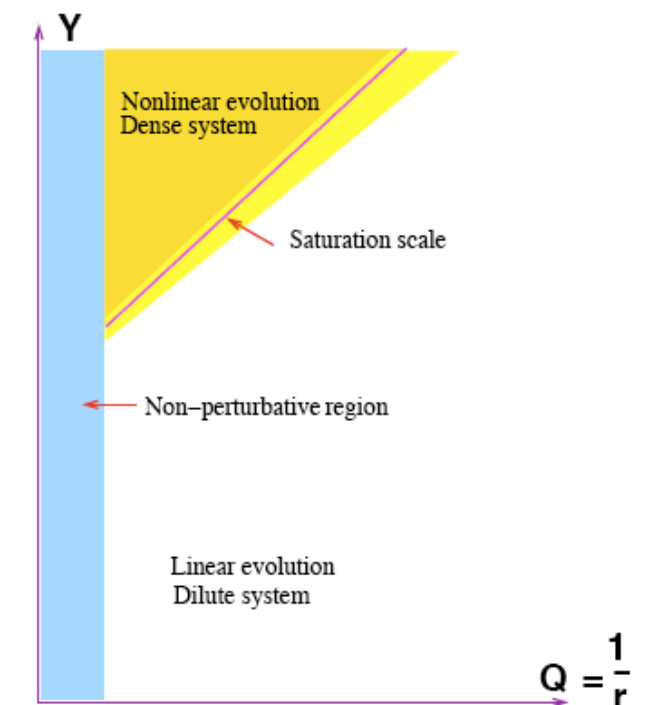 Y
Nonlinear evolution
Dense system
Saturation scale
Non–perturbative region
Linear evolution
Dilute system
Q = 1/r